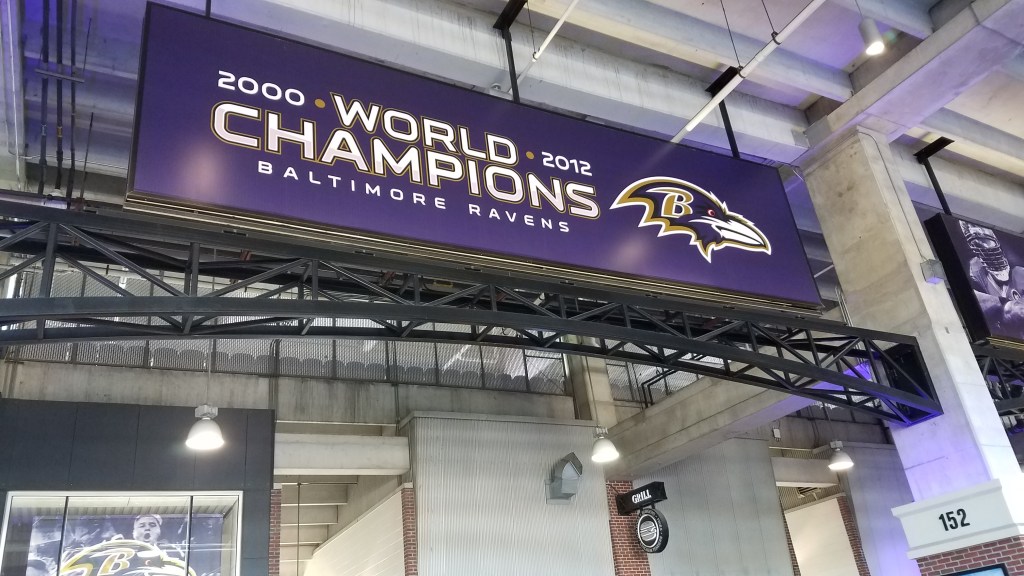 2000 • WORLD • 2012
CHAMPIONS
BALTIMORE RAVENS
B
GRILL
152
B